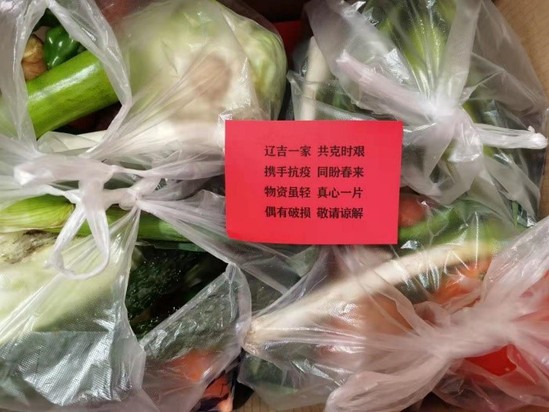 辽吉一家 共克时艰
携手抗疫 同盼春来
物资虽轻 真心一片
偶有破损 敬请谅解